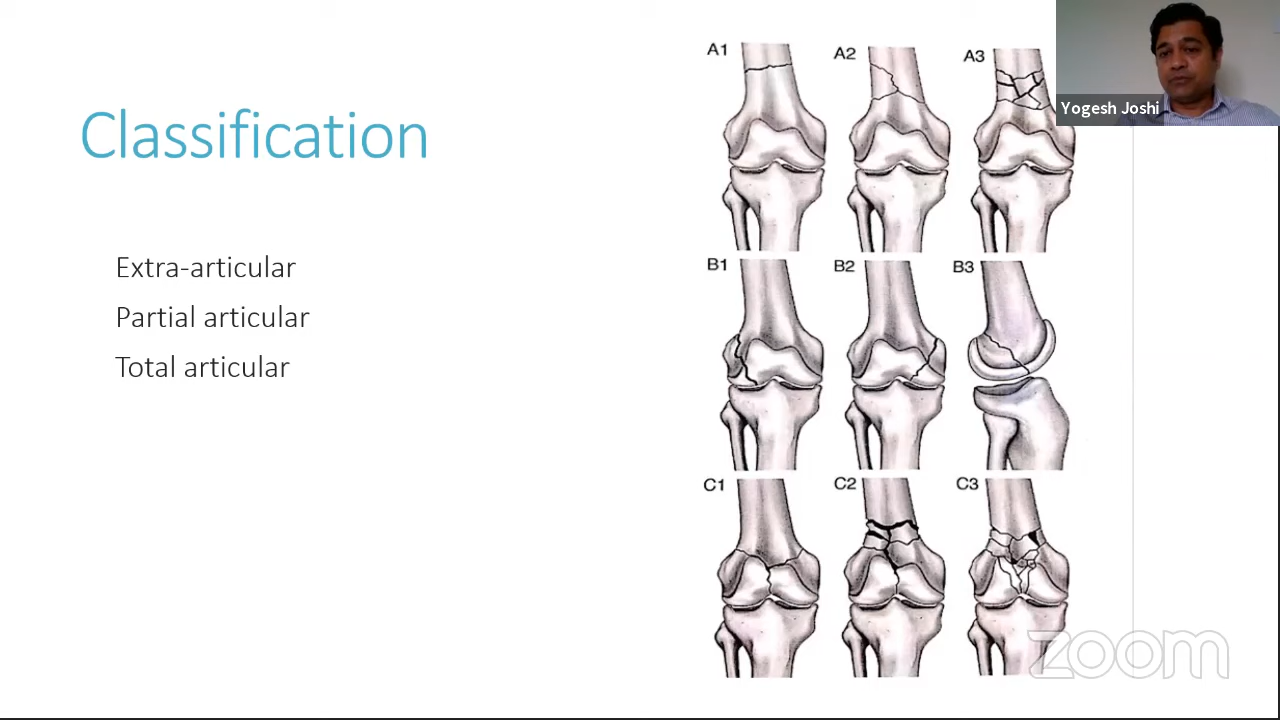 Classification
Extra-articular
Partial articular
Total articular
A1
A2
A3
Yogesh Joshi
B1
B2
B3
C1
C2
C3
zoom